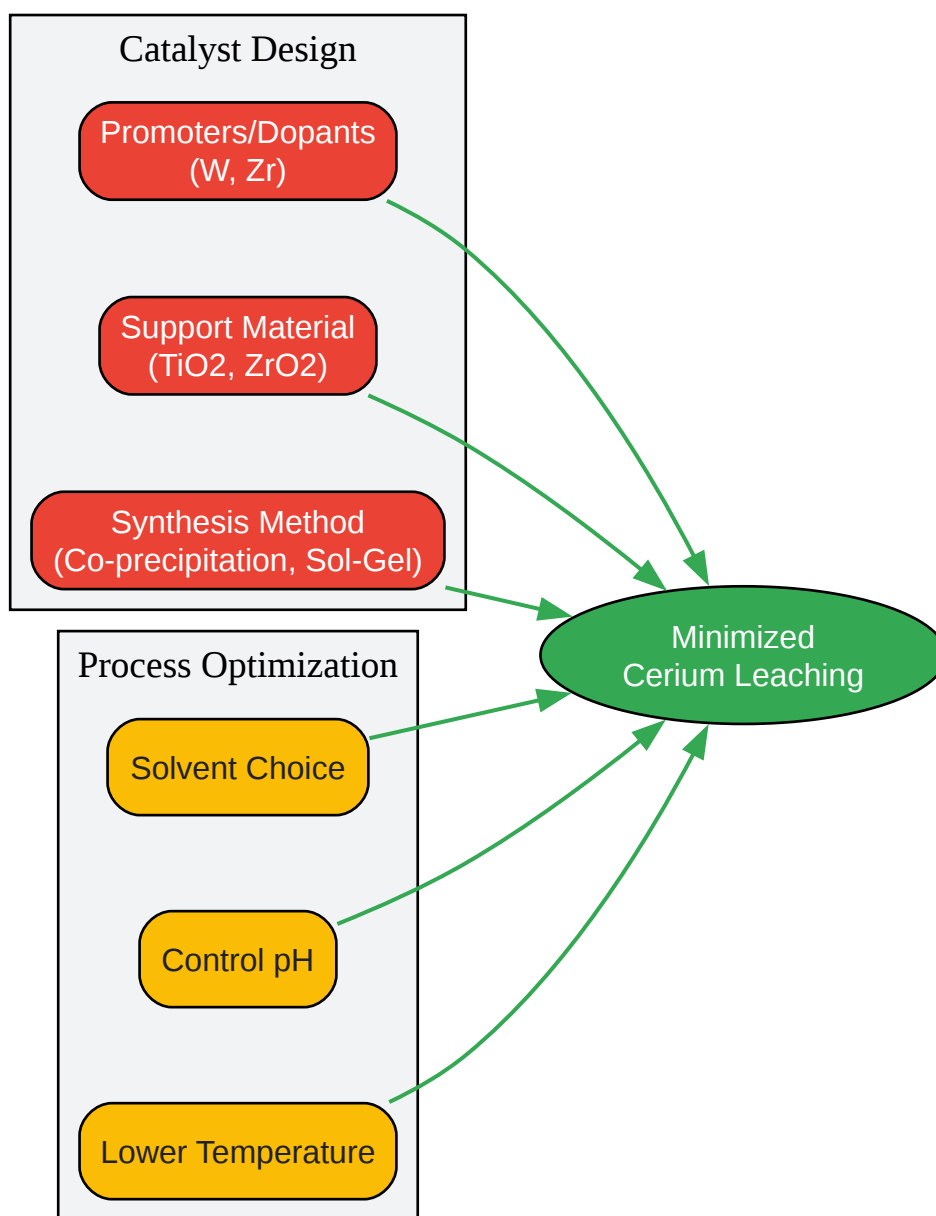 Catalyst Design
Promoters/Dopants
(W, Zr)
Support Material
(TiO2, ZrO2)
Synthesis Method
(Co-precipitation, Sol-Gel)
Minimized
Cerium Leaching
Process Optimization
Solvent Choice
Control pH
Lower Temperature